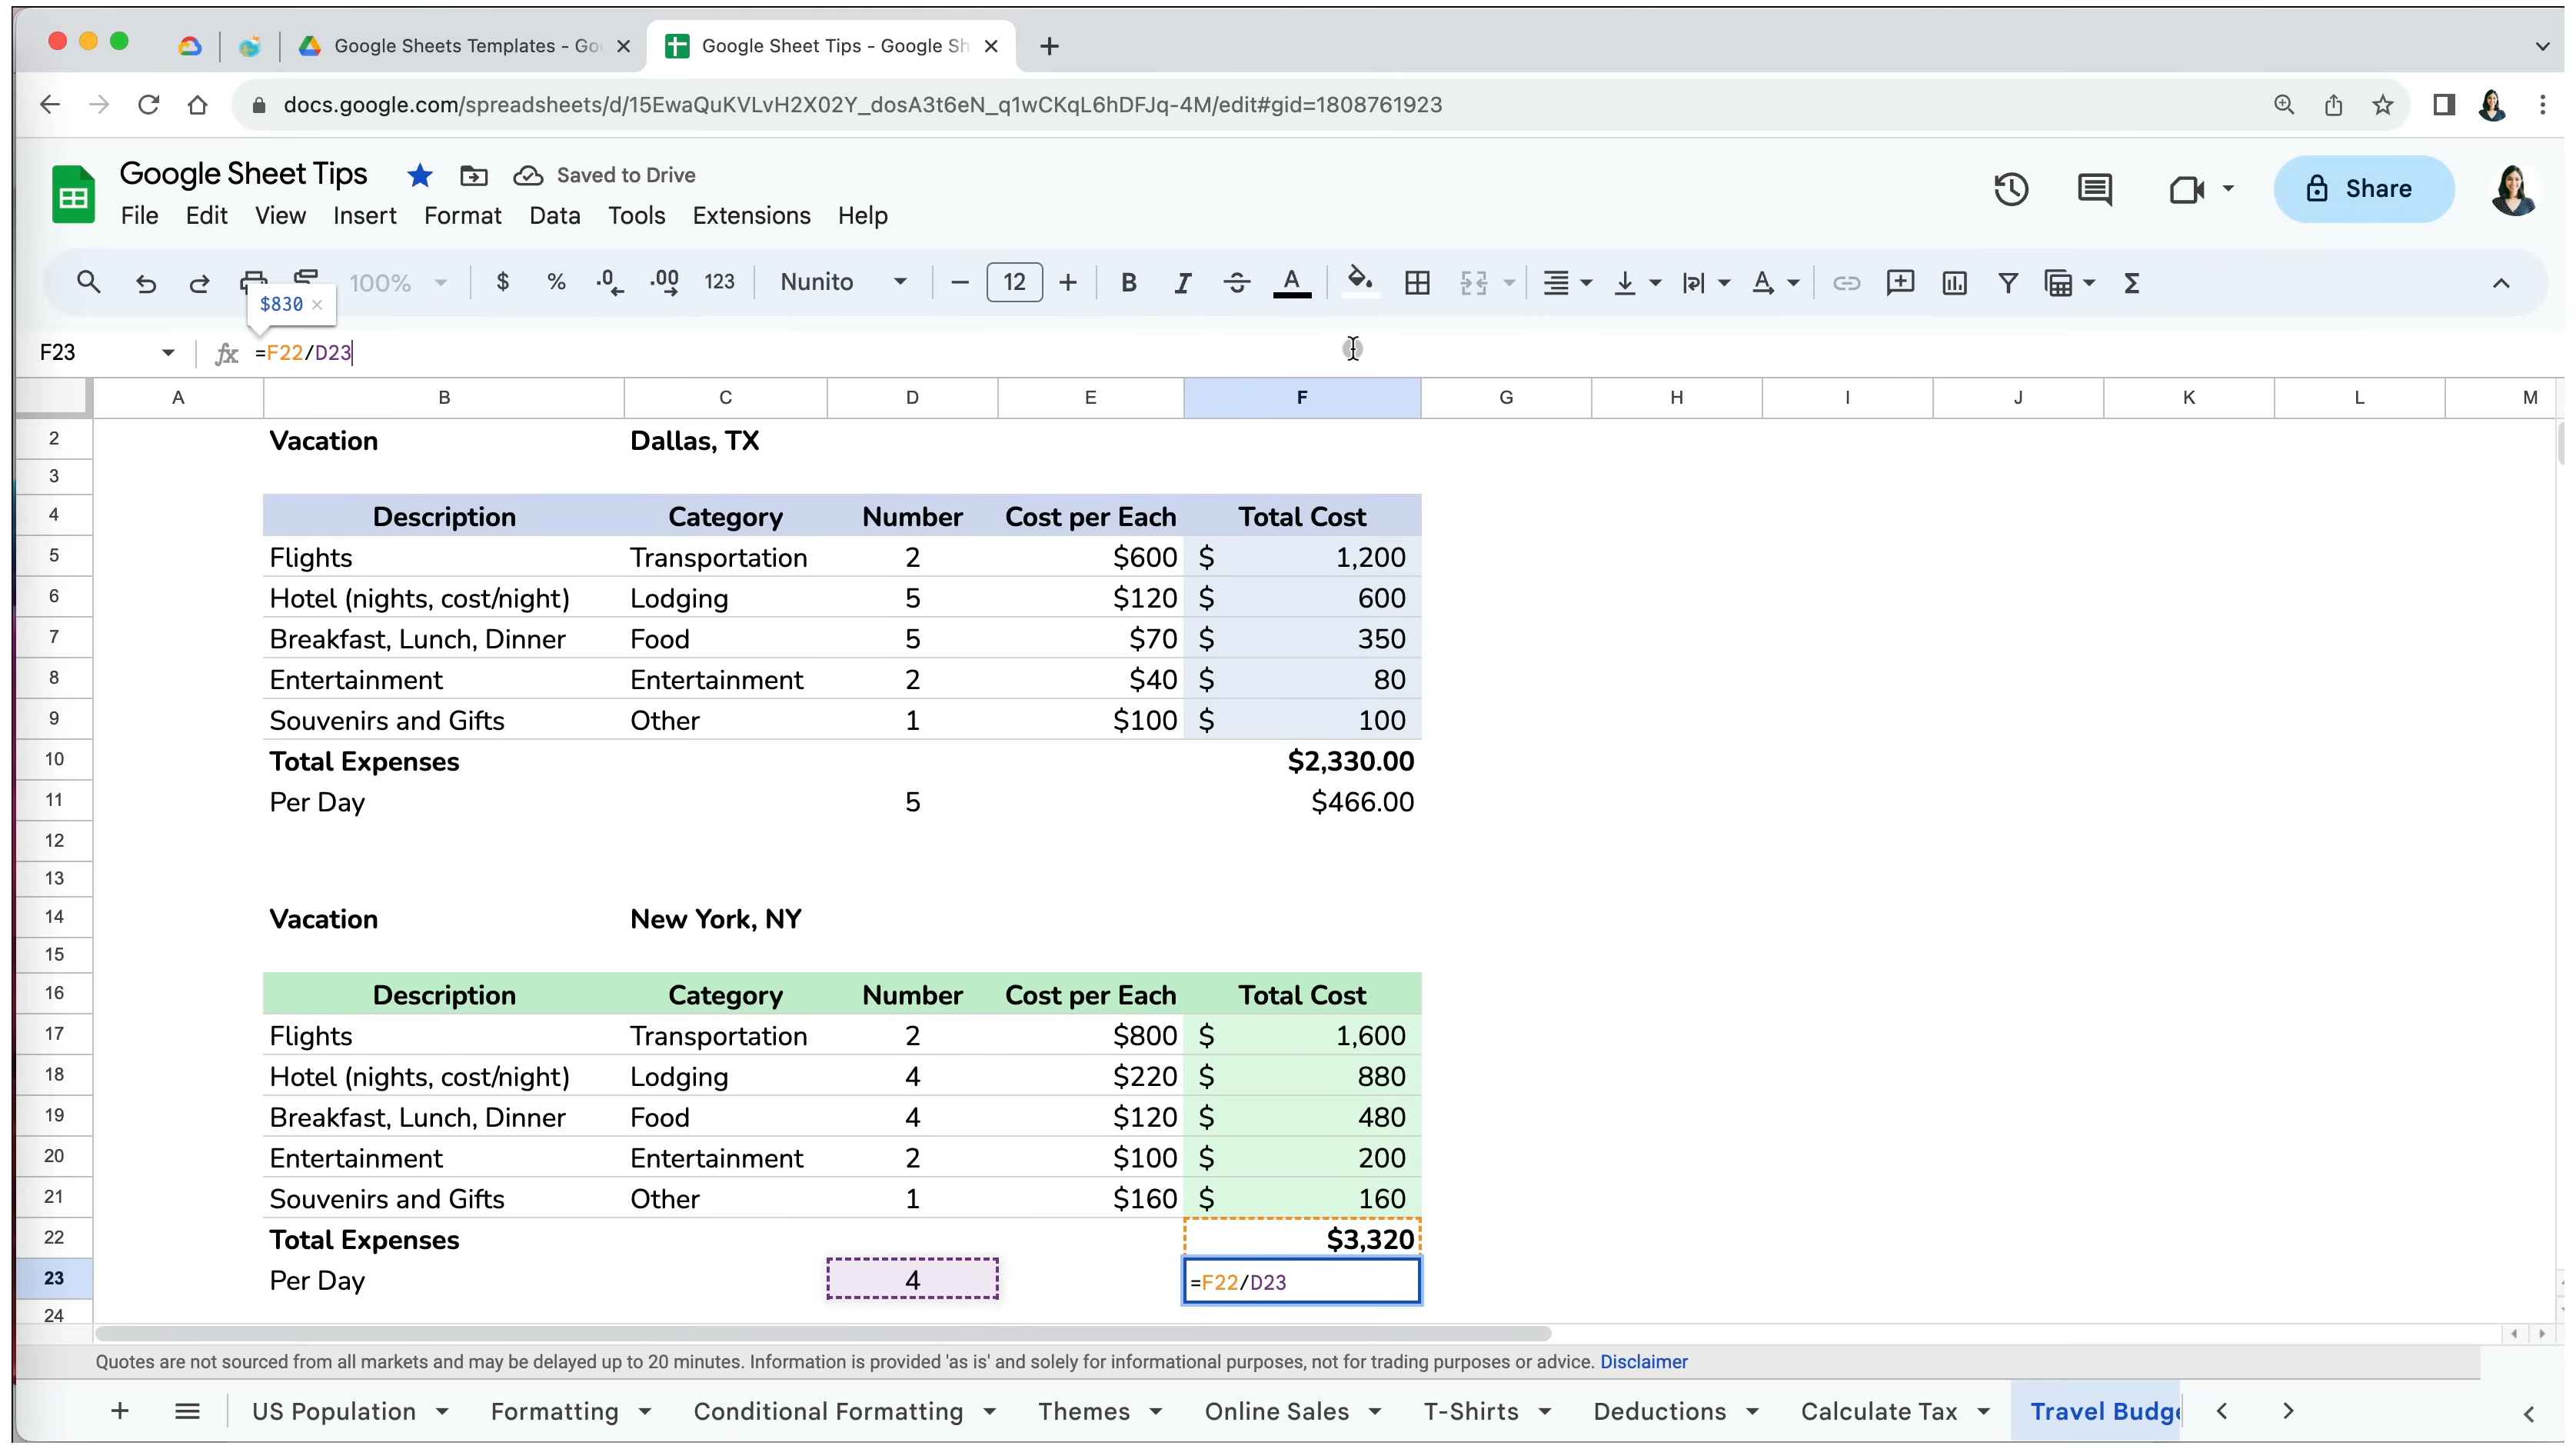 Google Sheets Templates - Goo
Google Sheet Tips - Google Sh
docs.google.com/spreadsheets/d/15EwaQuKVLvH2X02Y_dosA3t6eN_q1wCKqL6hDFJq-4M/edit#gid=1808761923
Google Sheet Tips Saved to Drive
File Edit View Insert Format Data Tools Extensions Help
Share
100% $ % .0 .00 123 Nunito 12 B I S A
$830 ×
F23 fx =F22/D23
A B C D E F G H I J K L M
2 Vacation Dallas, TX
3
4 Description Category Number Cost per Each Total Cost
5 Flights Transportation 2 $600 $ 1,200
6 Hotel (nights, cost/night) Lodging 5 $120 $ 600
7 Breakfast, Lunch, Dinner Food 5 $70 $ 350
8 Entertainment Entertainment 2 $40 $ 80
9 Souvenirs and Gifts Other 1 $100 $ 100
10 Total Expenses $2,330.00
11 Per Day 5 $466.00
12
13
14 Vacation New York, NY
15
16 Description Category Number Cost per Each Total Cost
17 Flights Transportation 2 $800 $ 1,600
18 Hotel (nights, cost/night) Lodging 4 $220 $ 880
19 Breakfast, Lunch, Dinner Food 4 $120 $ 480
20 Entertainment Entertainment 2 $100 $ 200
21 Souvenirs and Gifts Other 1 $160 $ 160
22 Total Expenses $3,320
23 Per Day 4 =F22/D23
24
Quotes are not sourced from all markets and may be delayed up to 20 minutes. Information is provided 'as is' and solely for informational purposes, not for trading purposes or advice. Disclaimer
US Population Formatting Conditional Formatting Themes Online Sales T-Shirts Deductions Calculate Tax Travel Budge